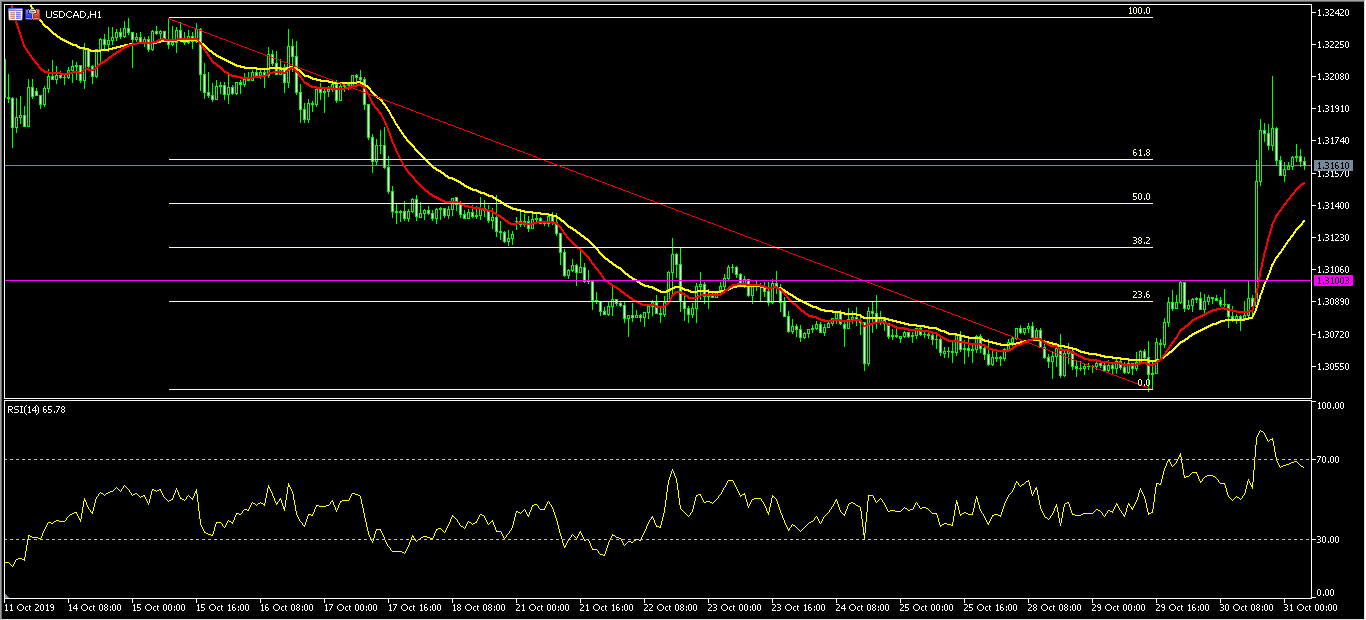 USDCAD,H1
100.0
61.8
50.0
38.2
23.6
0.0
1.32420
1.32250
1.32080
1.31910
1.31740
1.31610
1.31570
1.31400
1.31230
1.31060
1.31003
1.30890
1.30720
1.30550
RSI(14) 65.78
100.00
70.00
30.00
0.00
11 Oct 2019
14 Oct 08:00
15 Oct 00:00
15 Oct 16:00
16 Oct 08:00
17 Oct 00:00
17 Oct 16:00
18 Oct 08:00
21 Oct 00:00
21 Oct 16:00
22 Oct 08:00
23 Oct 00:00
23 Oct 16:00
24 Oct 08:00
25 Oct 00:00
25 Oct 16:00
28 Oct 08:00
29 Oct 00:00
29 Oct 16:00
30 Oct 08:00
31 Oct 00:00